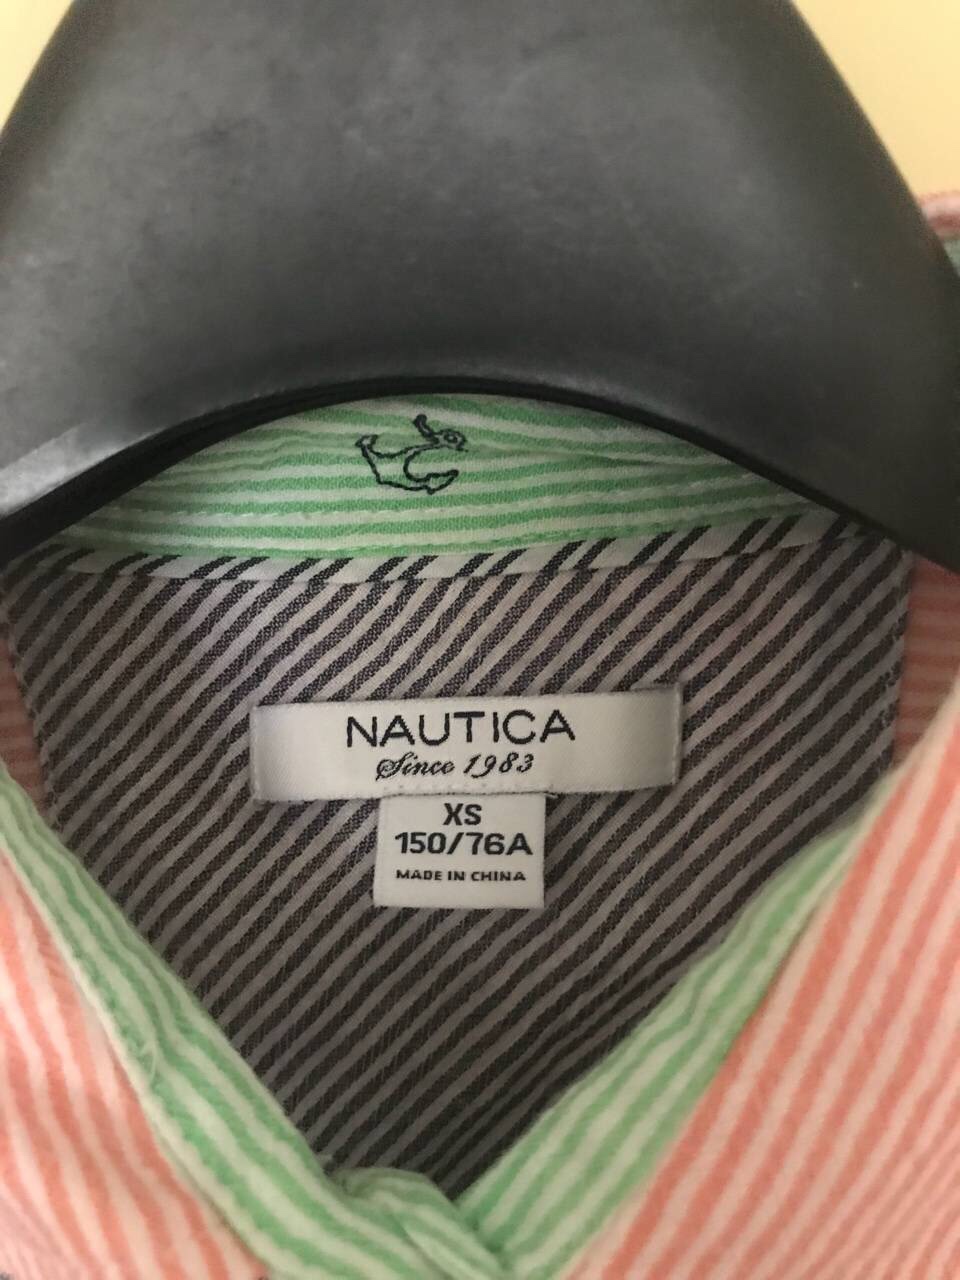 NAUTICA
Since 1983
XS
150/76A
MADE IN CHINA